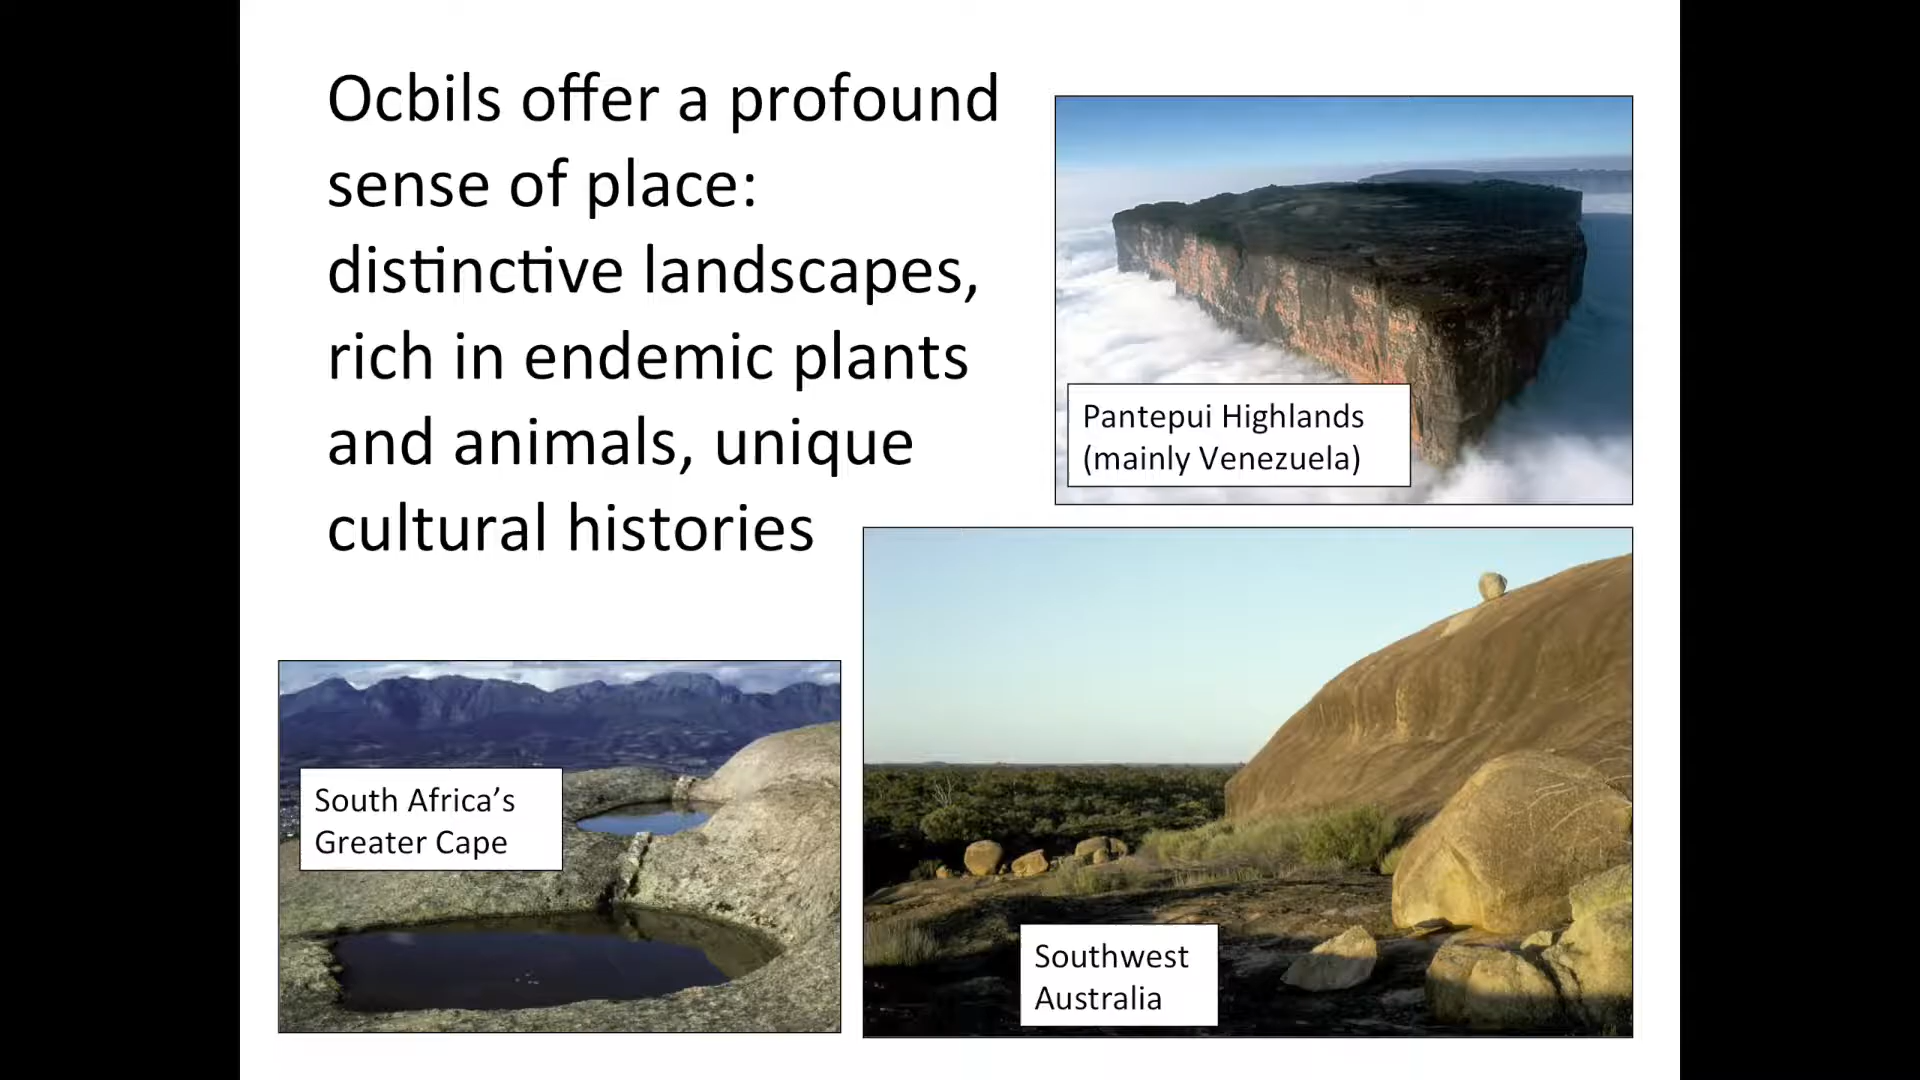 Ocbils offer a profound
sense of place:
distinctive landscapes,
rich in endemic plants
and animals, unique
cultural histories
Pantepui Highlands
(mainly Venezuela)
South Africa’s
Greater Cape
Southwest
Australia